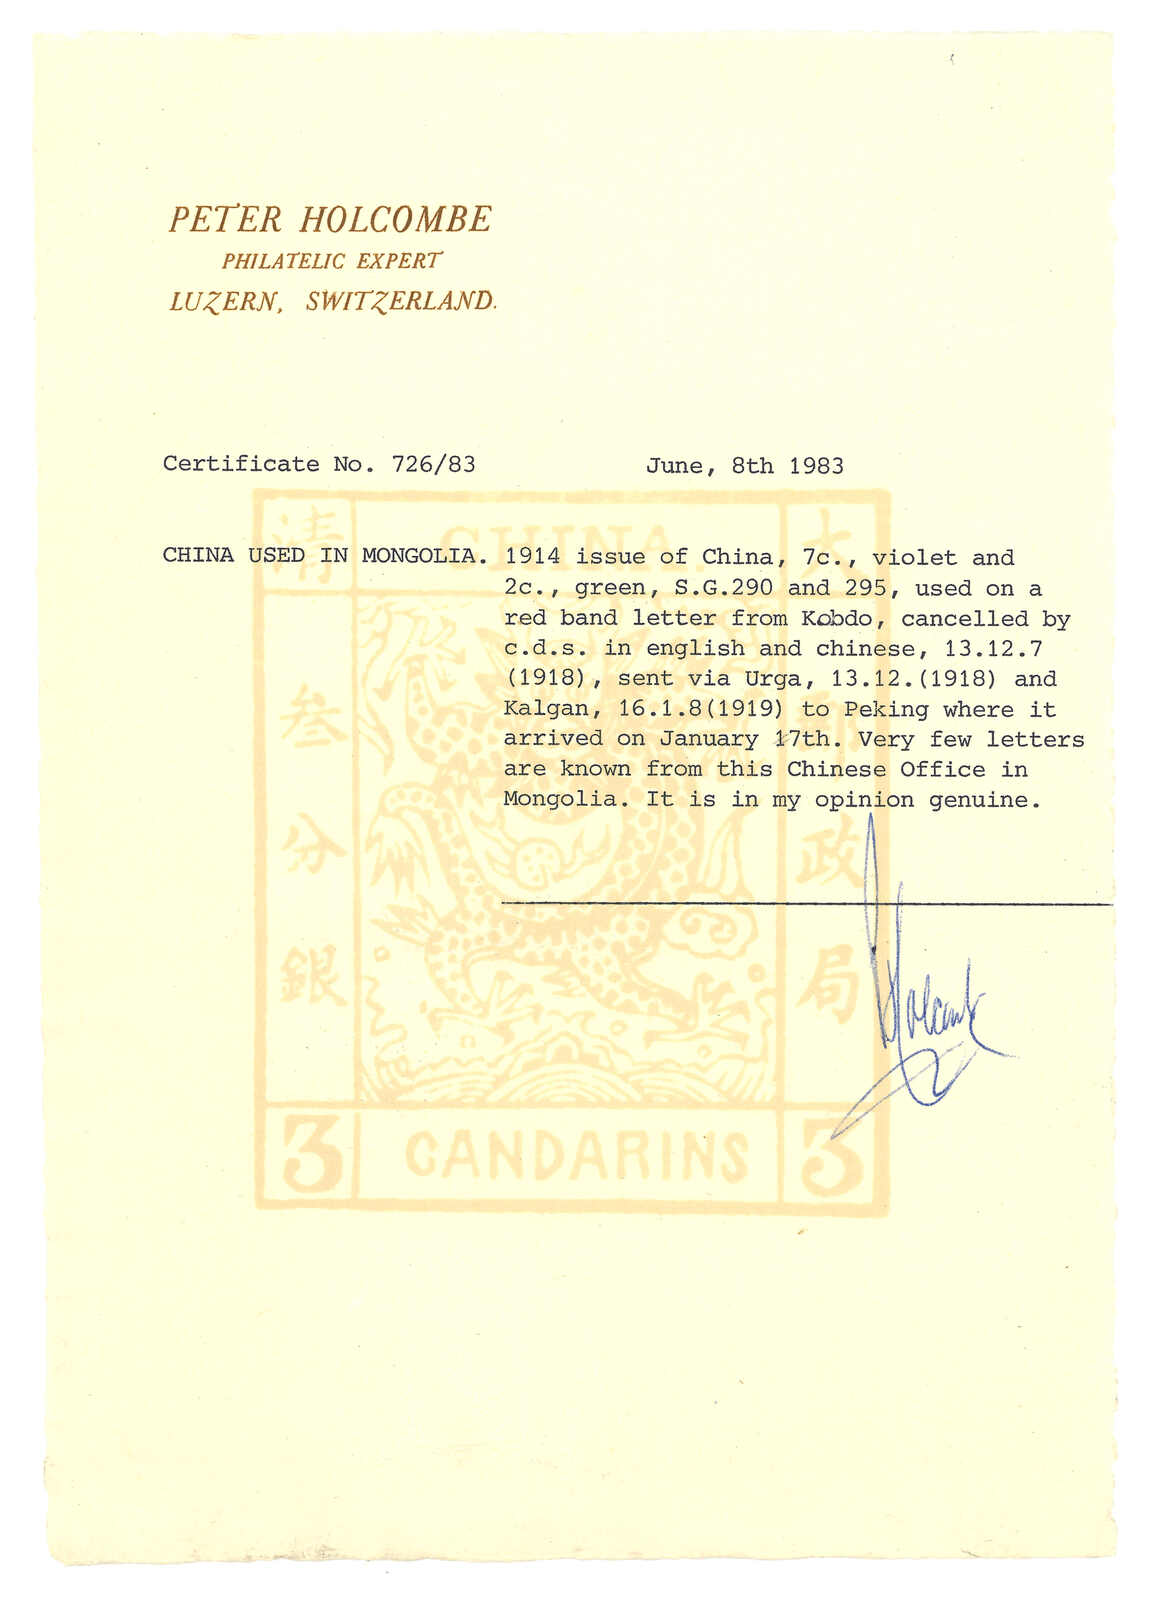 PETER HOLCOMBE
PHILATELIC EXPERT
LUZERN, SWITZERLAND.
Certificate No. 726/83 June, 8th 1983
CHINA USED IN MONGOLIA. 1914 issue of China, 7c., violet and
2c., green, S.G.290 and 295, used on a
red band letter from Kobdo, cancelled by
c.d.s. in english and chinese, 13.12.7
(1918), sent via Urga, 13.12.(1918) and
Kalgan, 16.1.8(1919) to Peking where it
arrived on January 17th. Very few letters
are known from this Chinese Office in
Mongolia. It is in my opinion genuine.
Holcombe
清 CHINA. 大
叁分銀
郵政局
3 CANDARINS 3